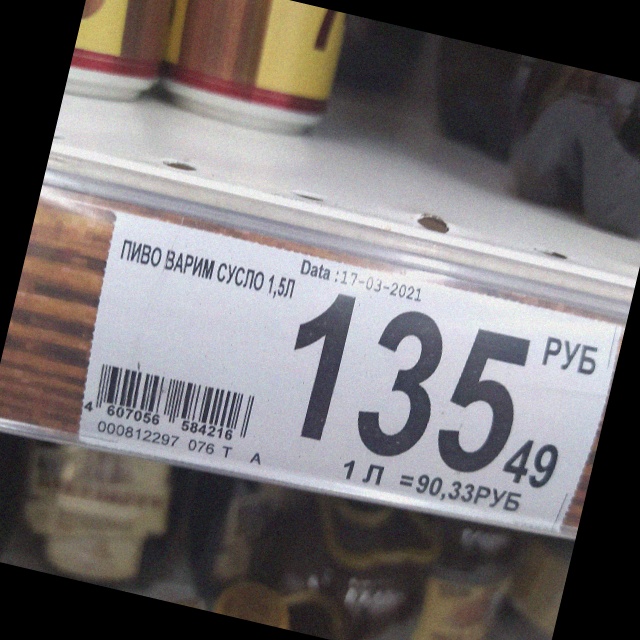 ПИВО ВАРИМ СУСЛО 1,5Л
Data :17-03-2021
135 49 РУБ
4 607056 584216
000812297 076 Т А
1 Л =90,33РУБ